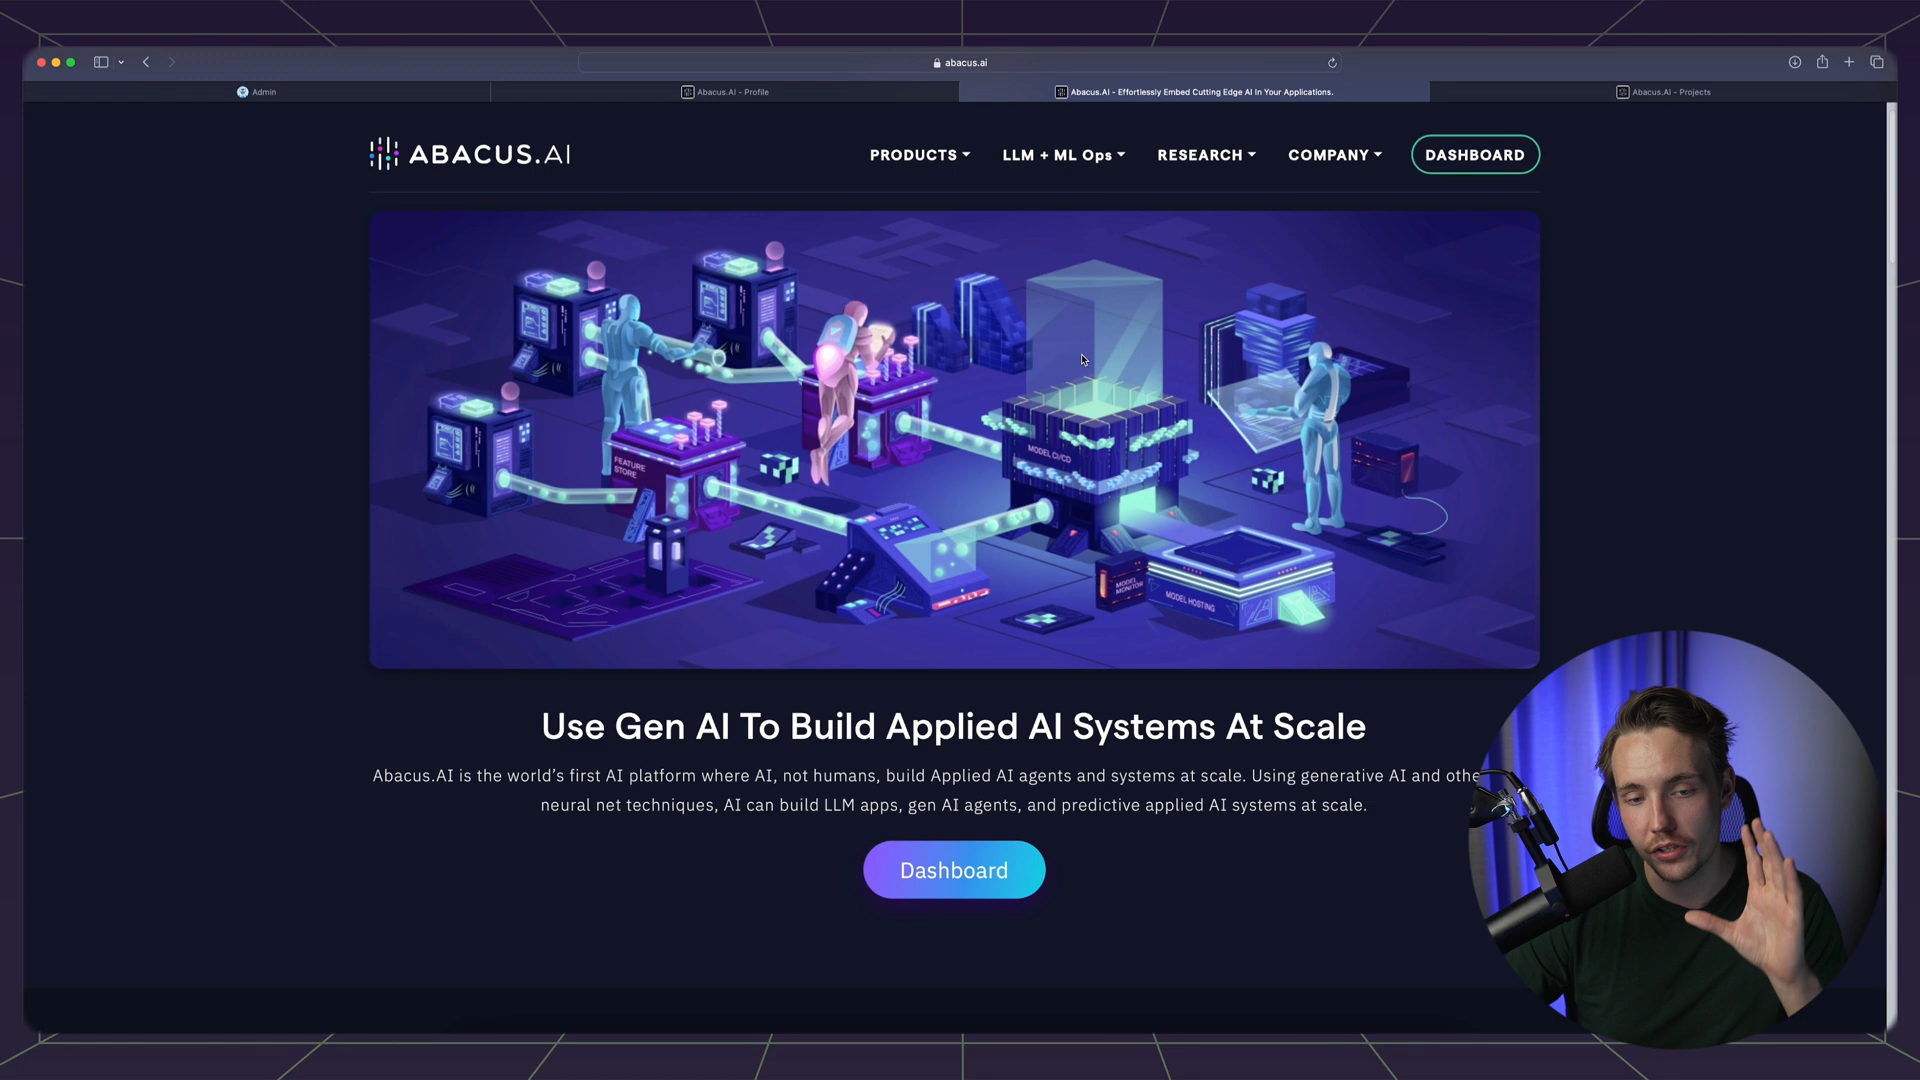 abacus.ai
Admin
Abacus.AI - Profile
Abacus.AI - Effortlessly Embed Cutting Edge AI In Your Applications.
Abacus.AI - Projects
ABACUS.AI
PRODUCTS
LLM + ML Ops
RESEARCH
COMPANY
DASHBOARD
FEATURE
STORE
MODEL CI/CD
MODEL
MONITOR
MODEL HOSTING
Use Gen AI To Build Applied AI Systems At Scale
Abacus.AI is the world's first AI platform where AI, not humans, build Applied AI agents and systems at scale. Using generative AI and othe
neural net techniques, AI can build LLM apps, gen AI agents, and predictive applied AI systems at scale.
Dashboard